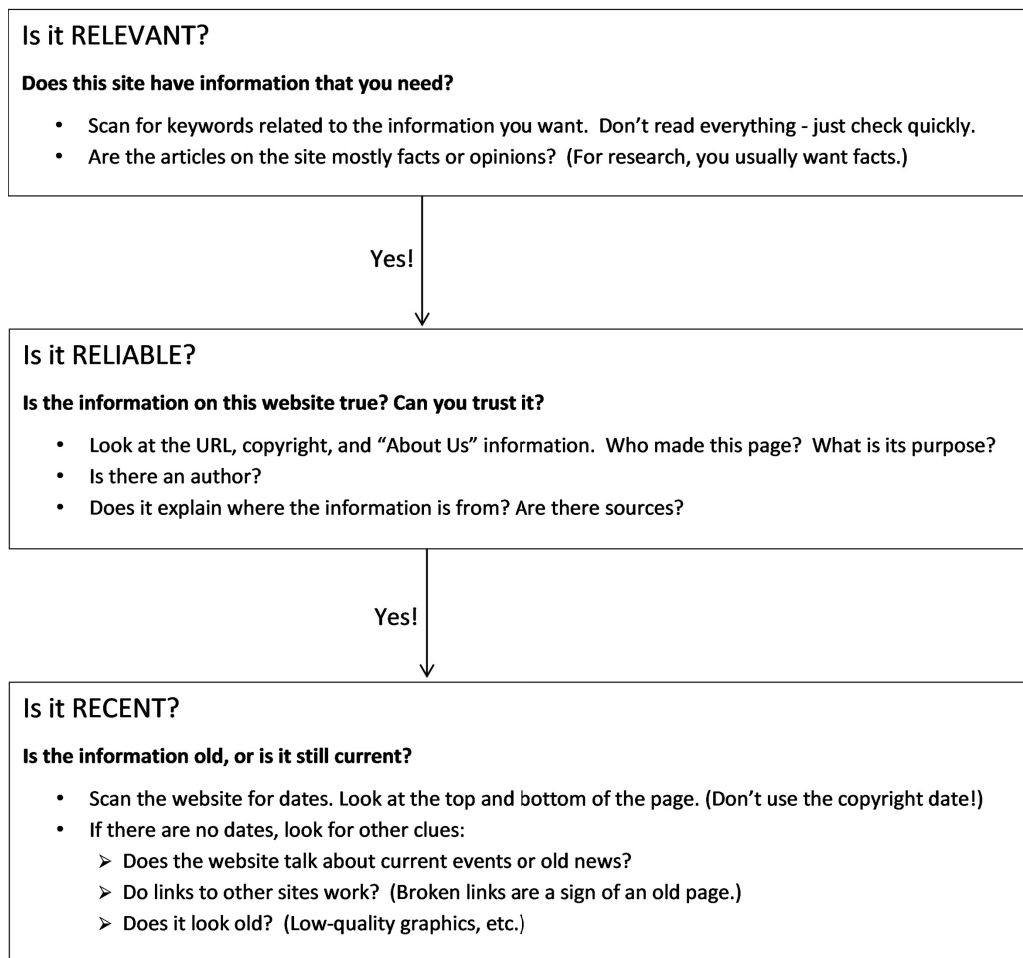 Is it RELEVANT?
Does this site have information that you need?
• Scan for keywords related to the information you want.  Don’t read everything - just check quickly.
• Are the articles on the site mostly facts or opinions?  (For research, you usually want facts.)
Yes!
Is it RELIABLE?
Is the information on this website true? Can you trust it?
• Look at the URL, copyright, and “About Us” information.  Who made this page?  What is its purpose?
• Is there an author?
• Does it explain where the information is from? Are there sources?
Yes!
Is it RECENT?
Is the information old, or is it still current?
• Scan the website for dates. Look at the top and bottom of the page. (Don’t use the copyright date!)
• If there are no dates, look for other clues:
➢ Does the website talk about current events or old news?
➢ Do links to other sites work?  (Broken links are a sign of an old page.)
➢ Does it look old?  (Low-quality graphics, etc.)